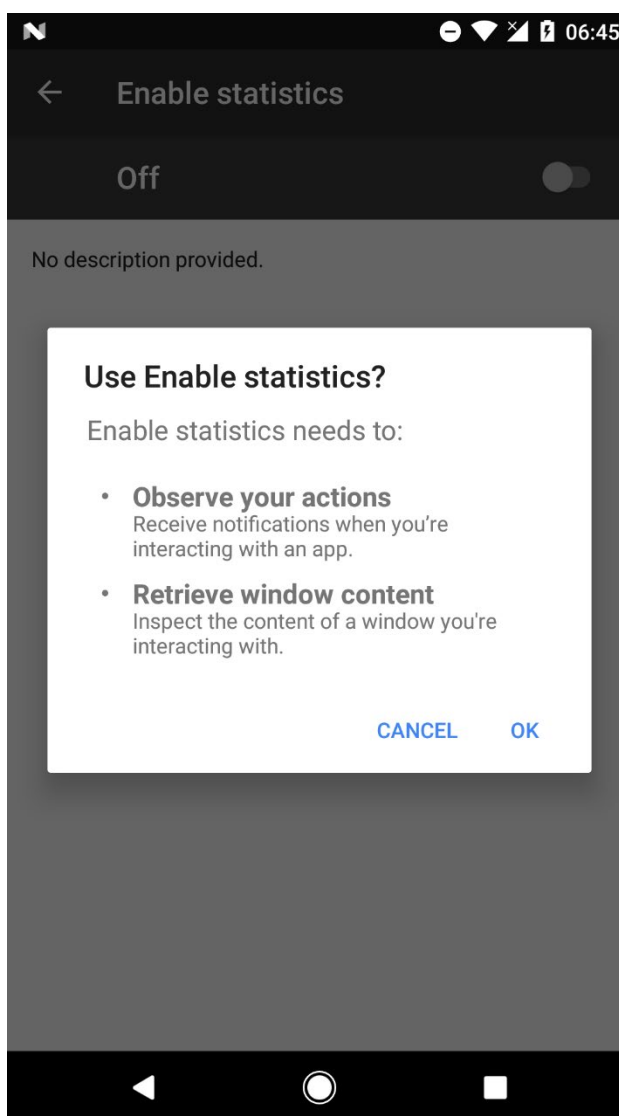 06:45
Enable statistics
Off
No description provided.
Use Enable statistics?
Enable statistics needs to:
• Observe your actions
Receive notifications when you're
interacting with an app.
• Retrieve window content
Inspect the content of a window you're
interacting with.
CANCEL OK